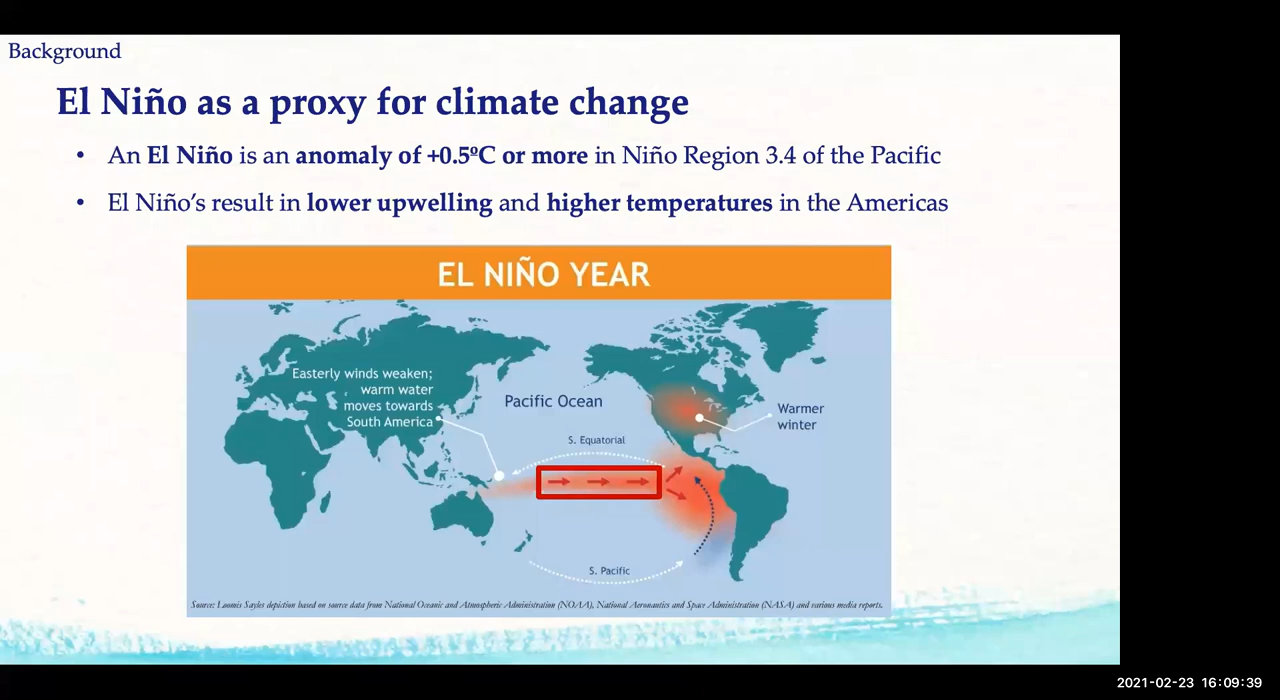 Background
El Niño as a proxy for climate change
• An El Niño is an anomaly of +0.5ºC or more in Niño Region 3.4 of the Pacific
• El Niño's result in lower upwelling and higher temperatures in the Americas
EL NIÑO YEAR
Easterly winds weaken;
warm water
moves towards
South America
Pacific Ocean
Warmer
winter
S. Equatorial
S. Pacific
Source: Loomis Sayles depiction based on source data from National Oceanic and Atmospheric Administration (NOAA), National Aeronautics and Space Administration (NASA) and various media reports.
2021-02-23 16:09:39